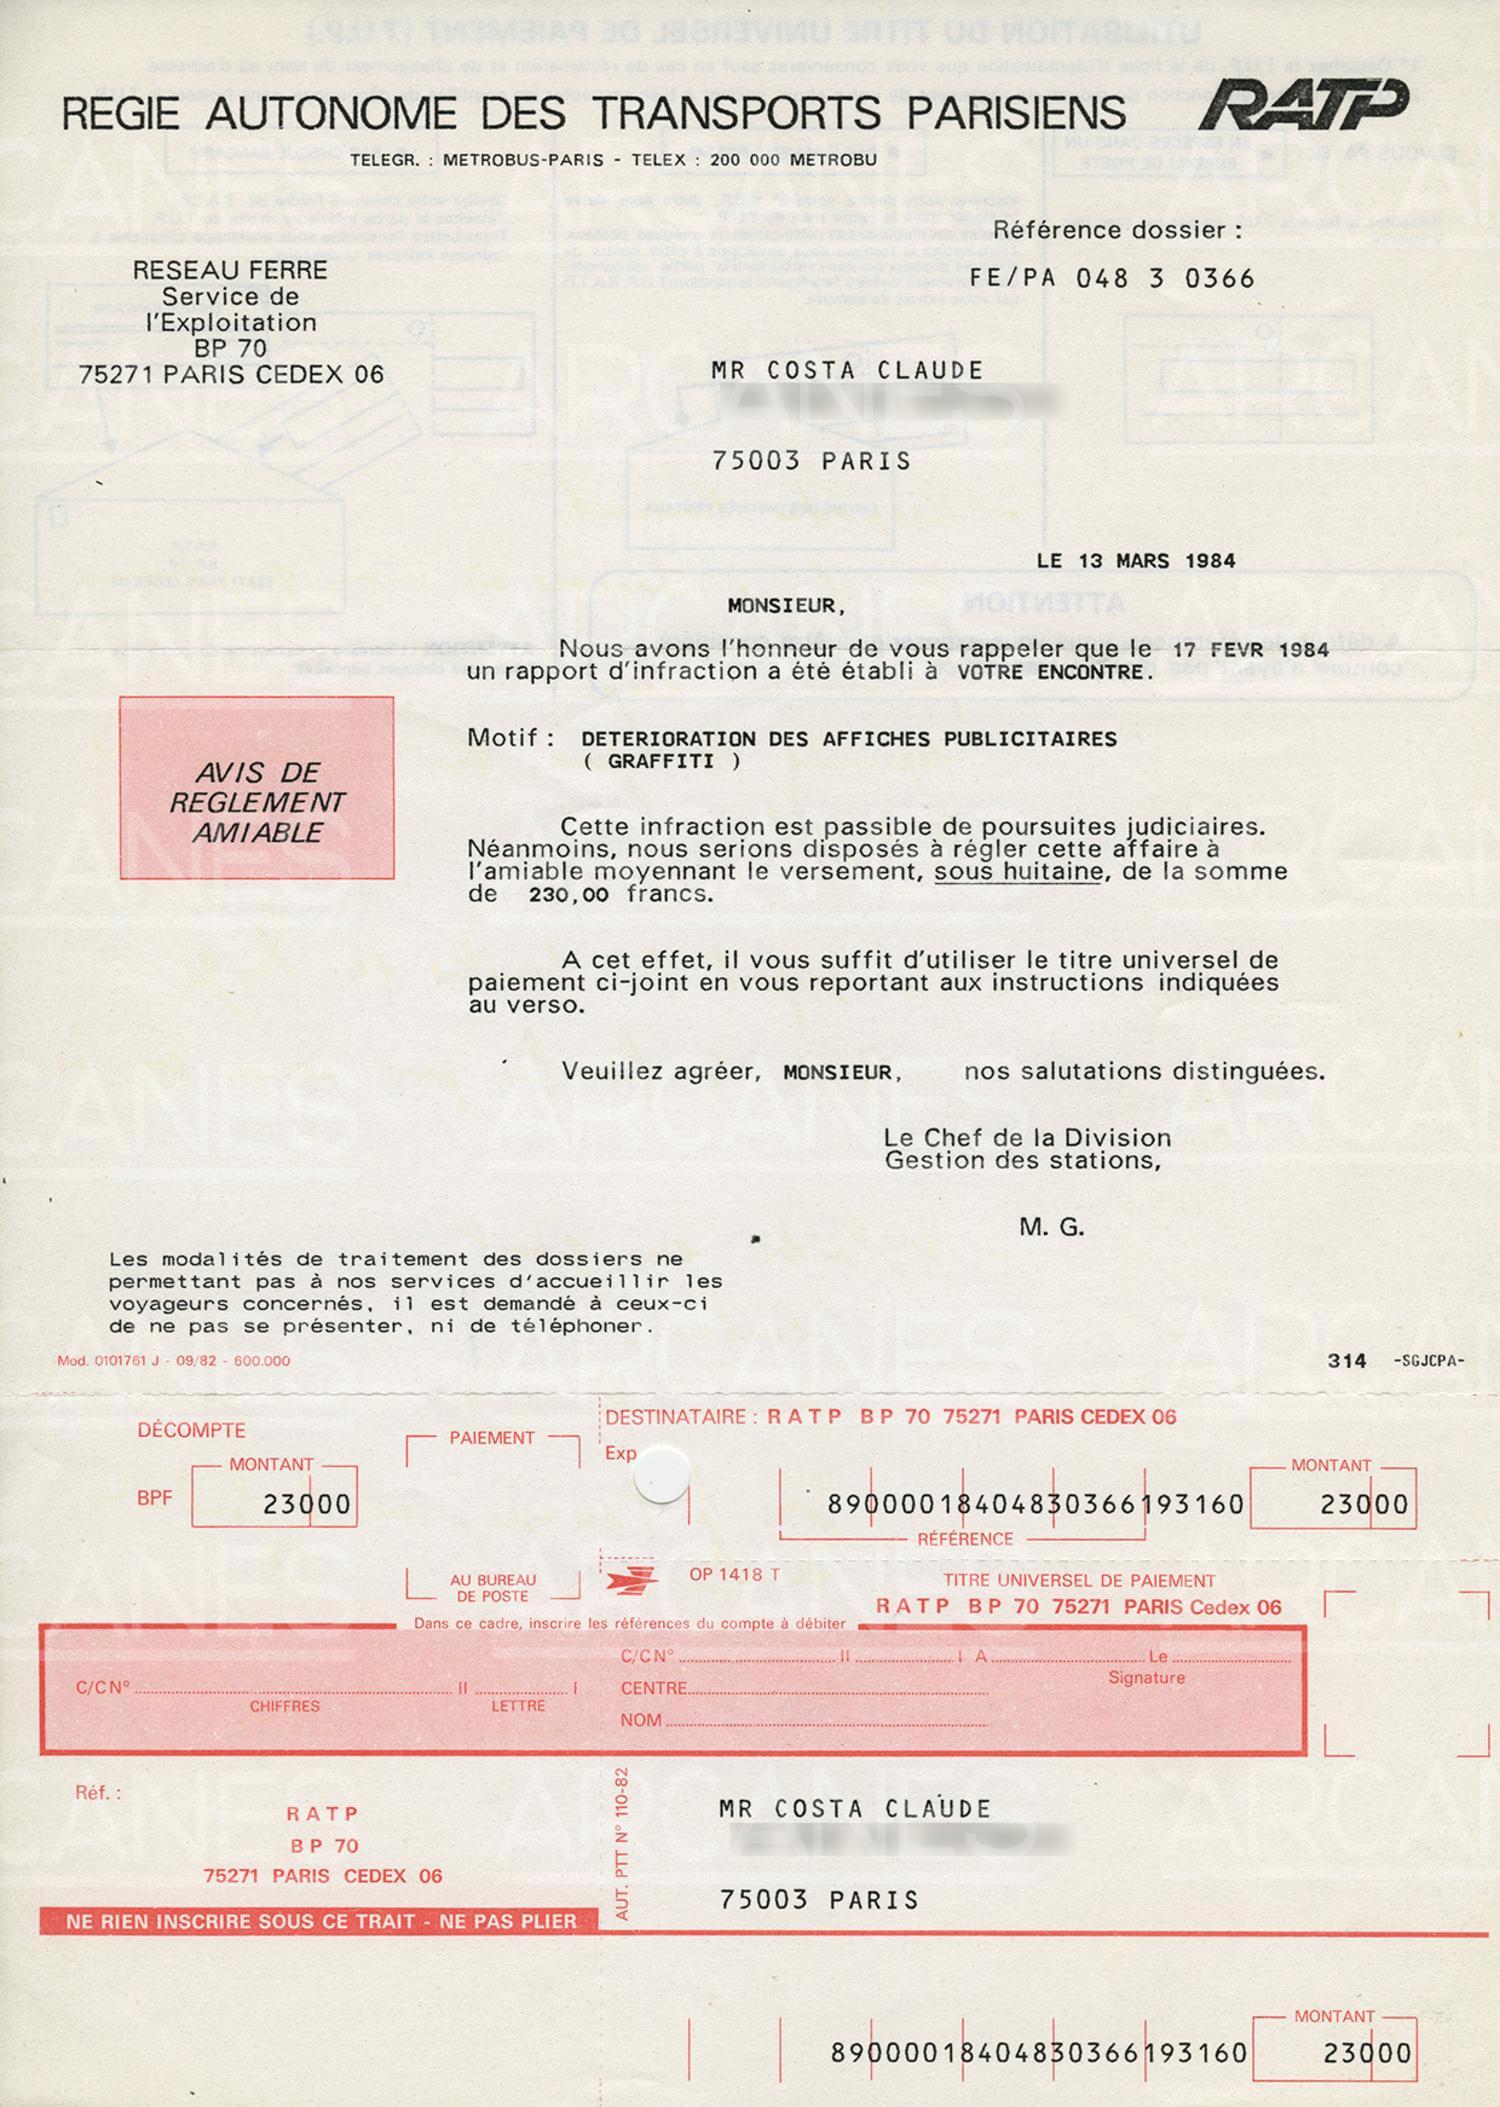 REGIE AUTONOME DES TRANSPORTS PARISIENS RATP
TELEGR. : METROBUS-PARIS - TELEX : 200 000 METROBU
Référence dossier :
FE/PA 048 3 0366
RESEAU FERRE
Service de
l'Exploitation
BP 70
75271 PARIS CEDEX 06
MR COSTA CLAUDE
75003 PARIS
LE 13 MARS 1984
MONSIEUR,
Nous avons l'honneur de vous rappeler que le 17 FEVR 1984
un rapport d'infraction a été établi à VOTRE ENCONTRE.
AVIS DE
REGLEMENT
AMIABLE
Motif : DETERIORATION DES AFFICHES PUBLICITAIRES
( GRAFFITI )
Cette infraction est passible de poursuites judiciaires.
Néanmoins, nous serions disposés à régler cette affaire à
l'amiable moyennant le versement, sous huitaine, de la somme
de 230,00 francs.
A cet effet, il vous suffit d'utiliser le titre universel de
paiement ci-joint en vous reportant aux instructions indiquées
au verso.
Veuillez agréer, MONSIEUR, nos salutations distinguées.
Le Chef de la Division
Gestion des stations,
M. G.
Les modalités de traitement des dossiers ne
permettant pas à nos services d'accueillir les
voyageurs concernés, il est demandé à ceux-ci
de ne pas se présenter, ni de téléphoner.
Mod. 0101761 J - 09/82 - 600.000
314 -SGJCPA-
DÉCOMPTE
PAIEMENT
MONTANT
BPF 23000
AU BUREAU
DE POSTE
DESTINATAIRE : RATP BP 70 75271 PARIS CEDEX 06
Exp
MONTANT
89000018404830366193160 23000
RÉFÉRENCE
OP 1418 T
TITRE UNIVERSEL DE PAIEMENT
RATP BP 70 75271 PARIS Cedex 06
Dans ce cadre, inscrire les références du compte à débiter
C/C N° II I A Le
Signature
C/C N° II I
CHIFFRES LETTRE
CENTRE
NOM
Réf. :
RATP
BP 70
75271 PARIS CEDEX 06
AUT. PTT N° 110-82
MR COSTA CLAUDE
75003 PARIS
NE RIEN INSCRIRE SOUS CE TRAIT - NE PAS PLIER
MONTANT
89000018404830366193160 23000
ARCANES